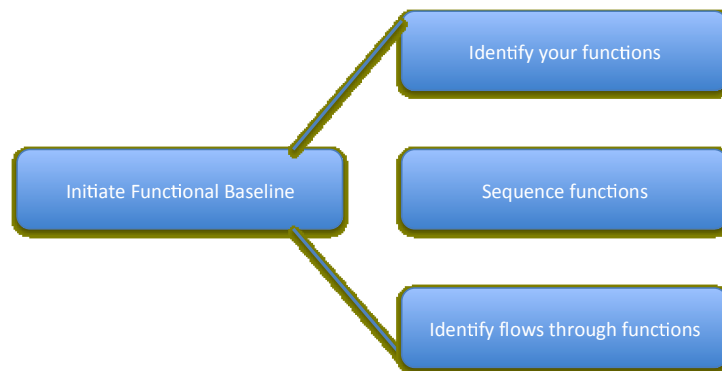 Identify your functions
Initiate Functional Baseline
Sequence functions
Identify flows through functions